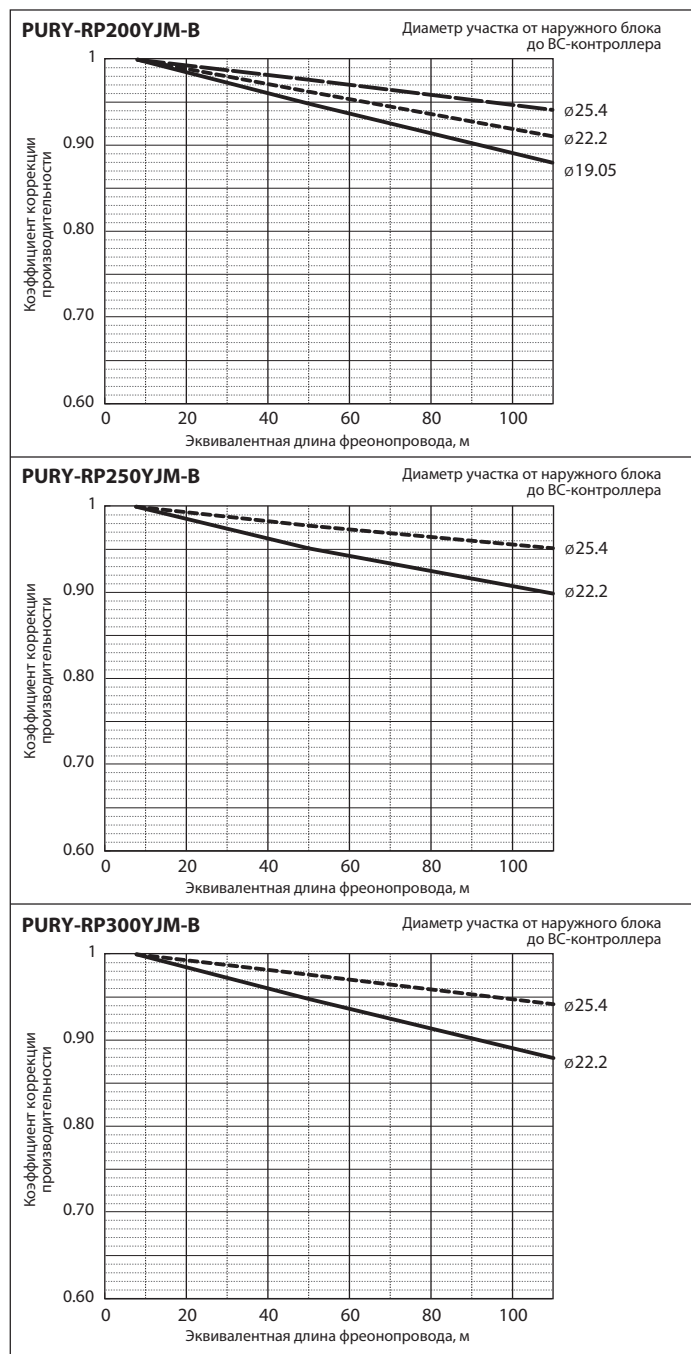 PURY-RP200YJM-B
Диаметр участка от наружного блока
до ВС-контроллера
Коэффициент коррекции
производительности
1
0.90
0.80
0.70
0.60
ø25.4
ø22.2
ø19.05
0 20 40 60 80 100
Эквивалентная длина фреонопровода, м
PURY-RP250YJM-B
Диаметр участка от наружного блока
до ВС-контроллера
Коэффициент коррекции
производительности
1
0.90
0.80
0.70
0.60
ø25.4
ø22.2
0 20 40 60 80 100
Эквивалентная длина фреонопровода, м
PURY-RP300YJM-B
Диаметр участка от наружного блока
до ВС-контроллера
Коэффициент коррекции
производительности
1
0.90
0.80
0.70
0.60
ø25.4
ø22.2
0 20 40 60 80 100
Эквивалентная длина фреонопровода, м